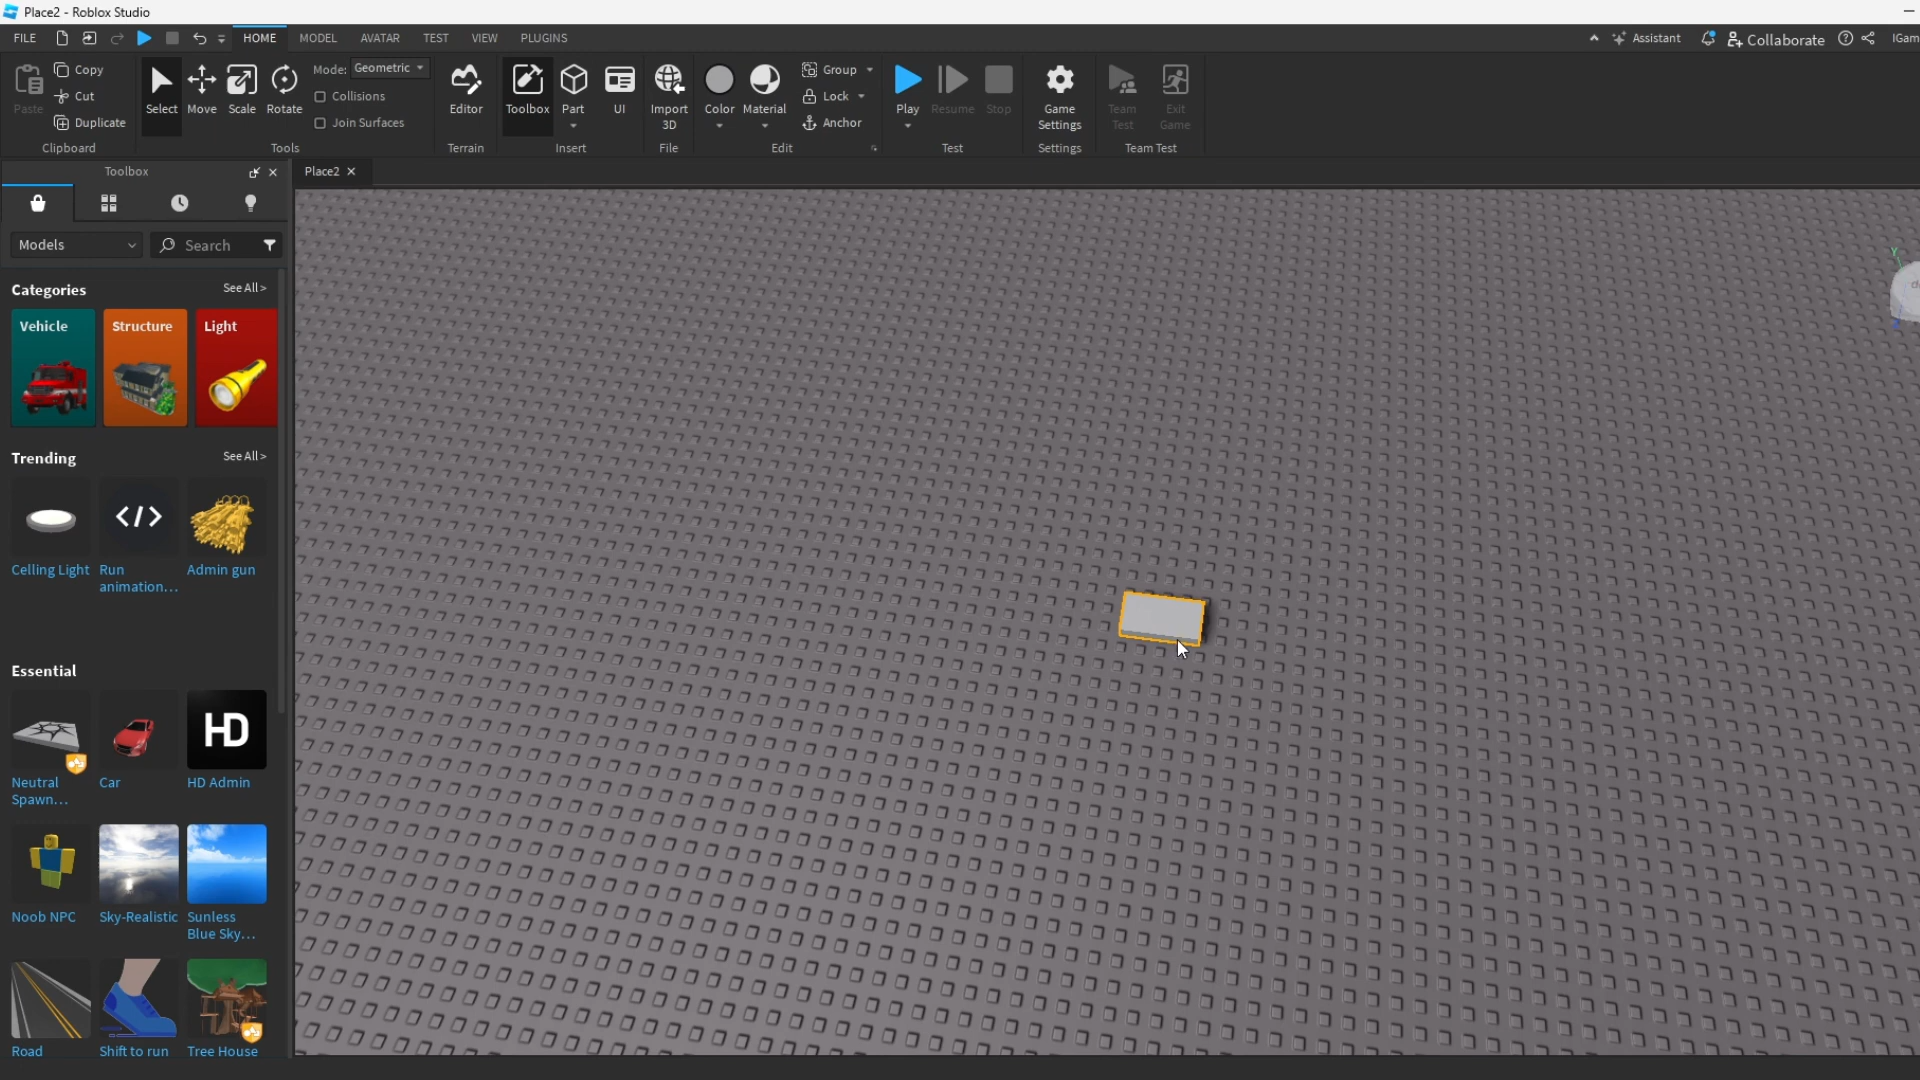 Place2 - Roblox Studio
FILE
HOME
MODEL
AVATAR
TEST
VIEW
PLUGINS
Assistant
Collaborate
IGam
Paste
Copy
Cut
Duplicate
Clipboard
Select
Move
Scale
Rotate
Mode: Geometric
Collisions
Join Surfaces
Tools
Editor
Terrain
Toolbox
Part
UI
Insert
Import
3D
File
Color
Material
Group
Lock
Anchor
Edit
Play
Resume
Stop
Test
Game
Settings
Settings
Team
Test
Exit
Game
Team Test
Toolbox
Place2
Models
Search
Categories
See All >
Vehicle
Structure
Light
Trending
See All >
</>
Celling Light
Run
animation...
Admin gun
Essential
HD
Neutral
Spawn...
Car
HD Admin
Noob NPC
Sky-Realistic
Sunless
Blue Sky...
Road
Shift to run
Tree House
Y